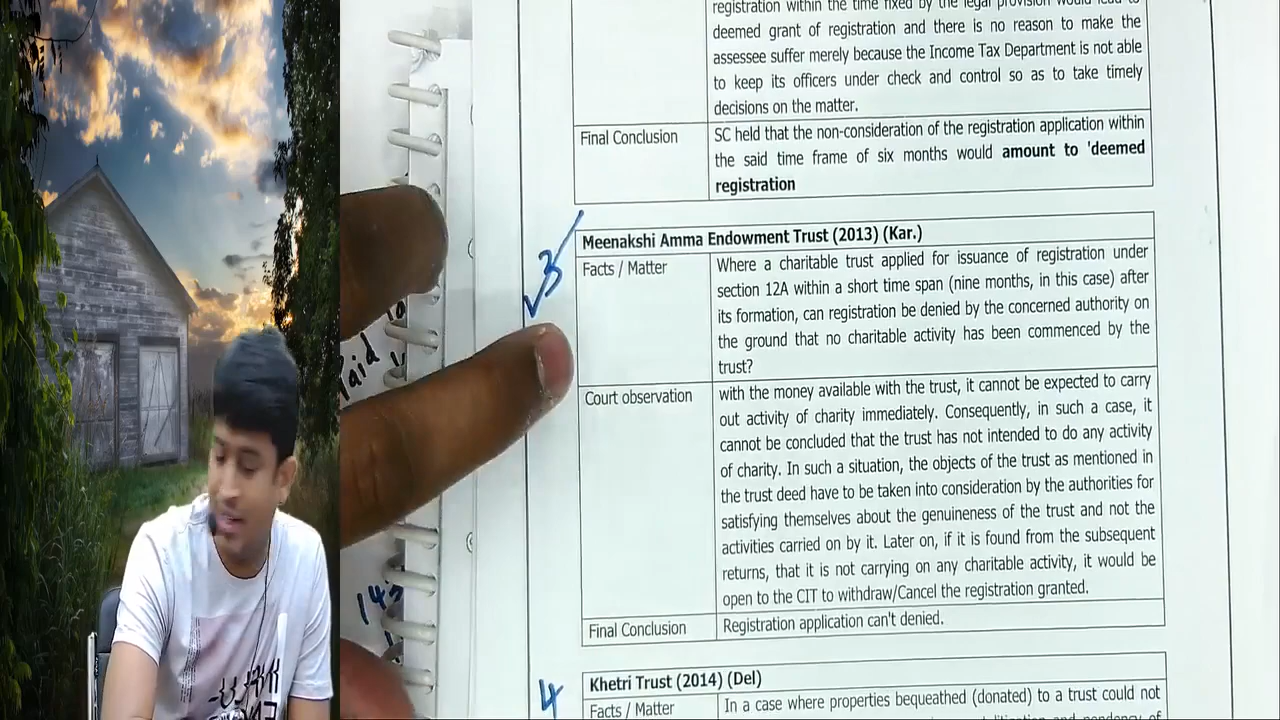 registration within the time fixed by the legal provision would lead to
deemed grant of registration and there is no reason to make the
assessee suffer merely because the Income Tax Department is not able
to keep its officers under check and control so as to take timely
decisions on the matter.
Final Conclusion
SC held that the non-consideration of the registration application within
the said time frame of six months would amount to 'deemed
registration
3
Meenakshi Amma Endowment Trust (2013) (Kar.)
Facts / Matter
Where a charitable trust applied for issuance of registration under
section 12A within a short time span (nine months, in this case) after
its formation, can registration be denied by the concerned authority on
the ground that no charitable activity has been commenced by the
trust?
Court observation
with the money available with the trust, it cannot be expected to carry
out activity of charity immediately. Consequently, in such a case, it
cannot be concluded that the trust has not intended to do any activity
of charity. In such a situation, the objects of the trust as mentioned in
the trust deed have to be taken into consideration by the authorities for
satisfying themselves about the genuineness of the trust and not the
activities carried on by it. Later on, if it is found from the subsequent
returns, that it is not carrying on any charitable activity, it would be
open to the CIT to withdraw/Cancel the registration granted.
Final Conclusion
Registration application can't denied.
4
Khetri Trust (2014) (Del)
Facts / Matter
In a case where properties bequeathed (donated) to a trust could not
paid